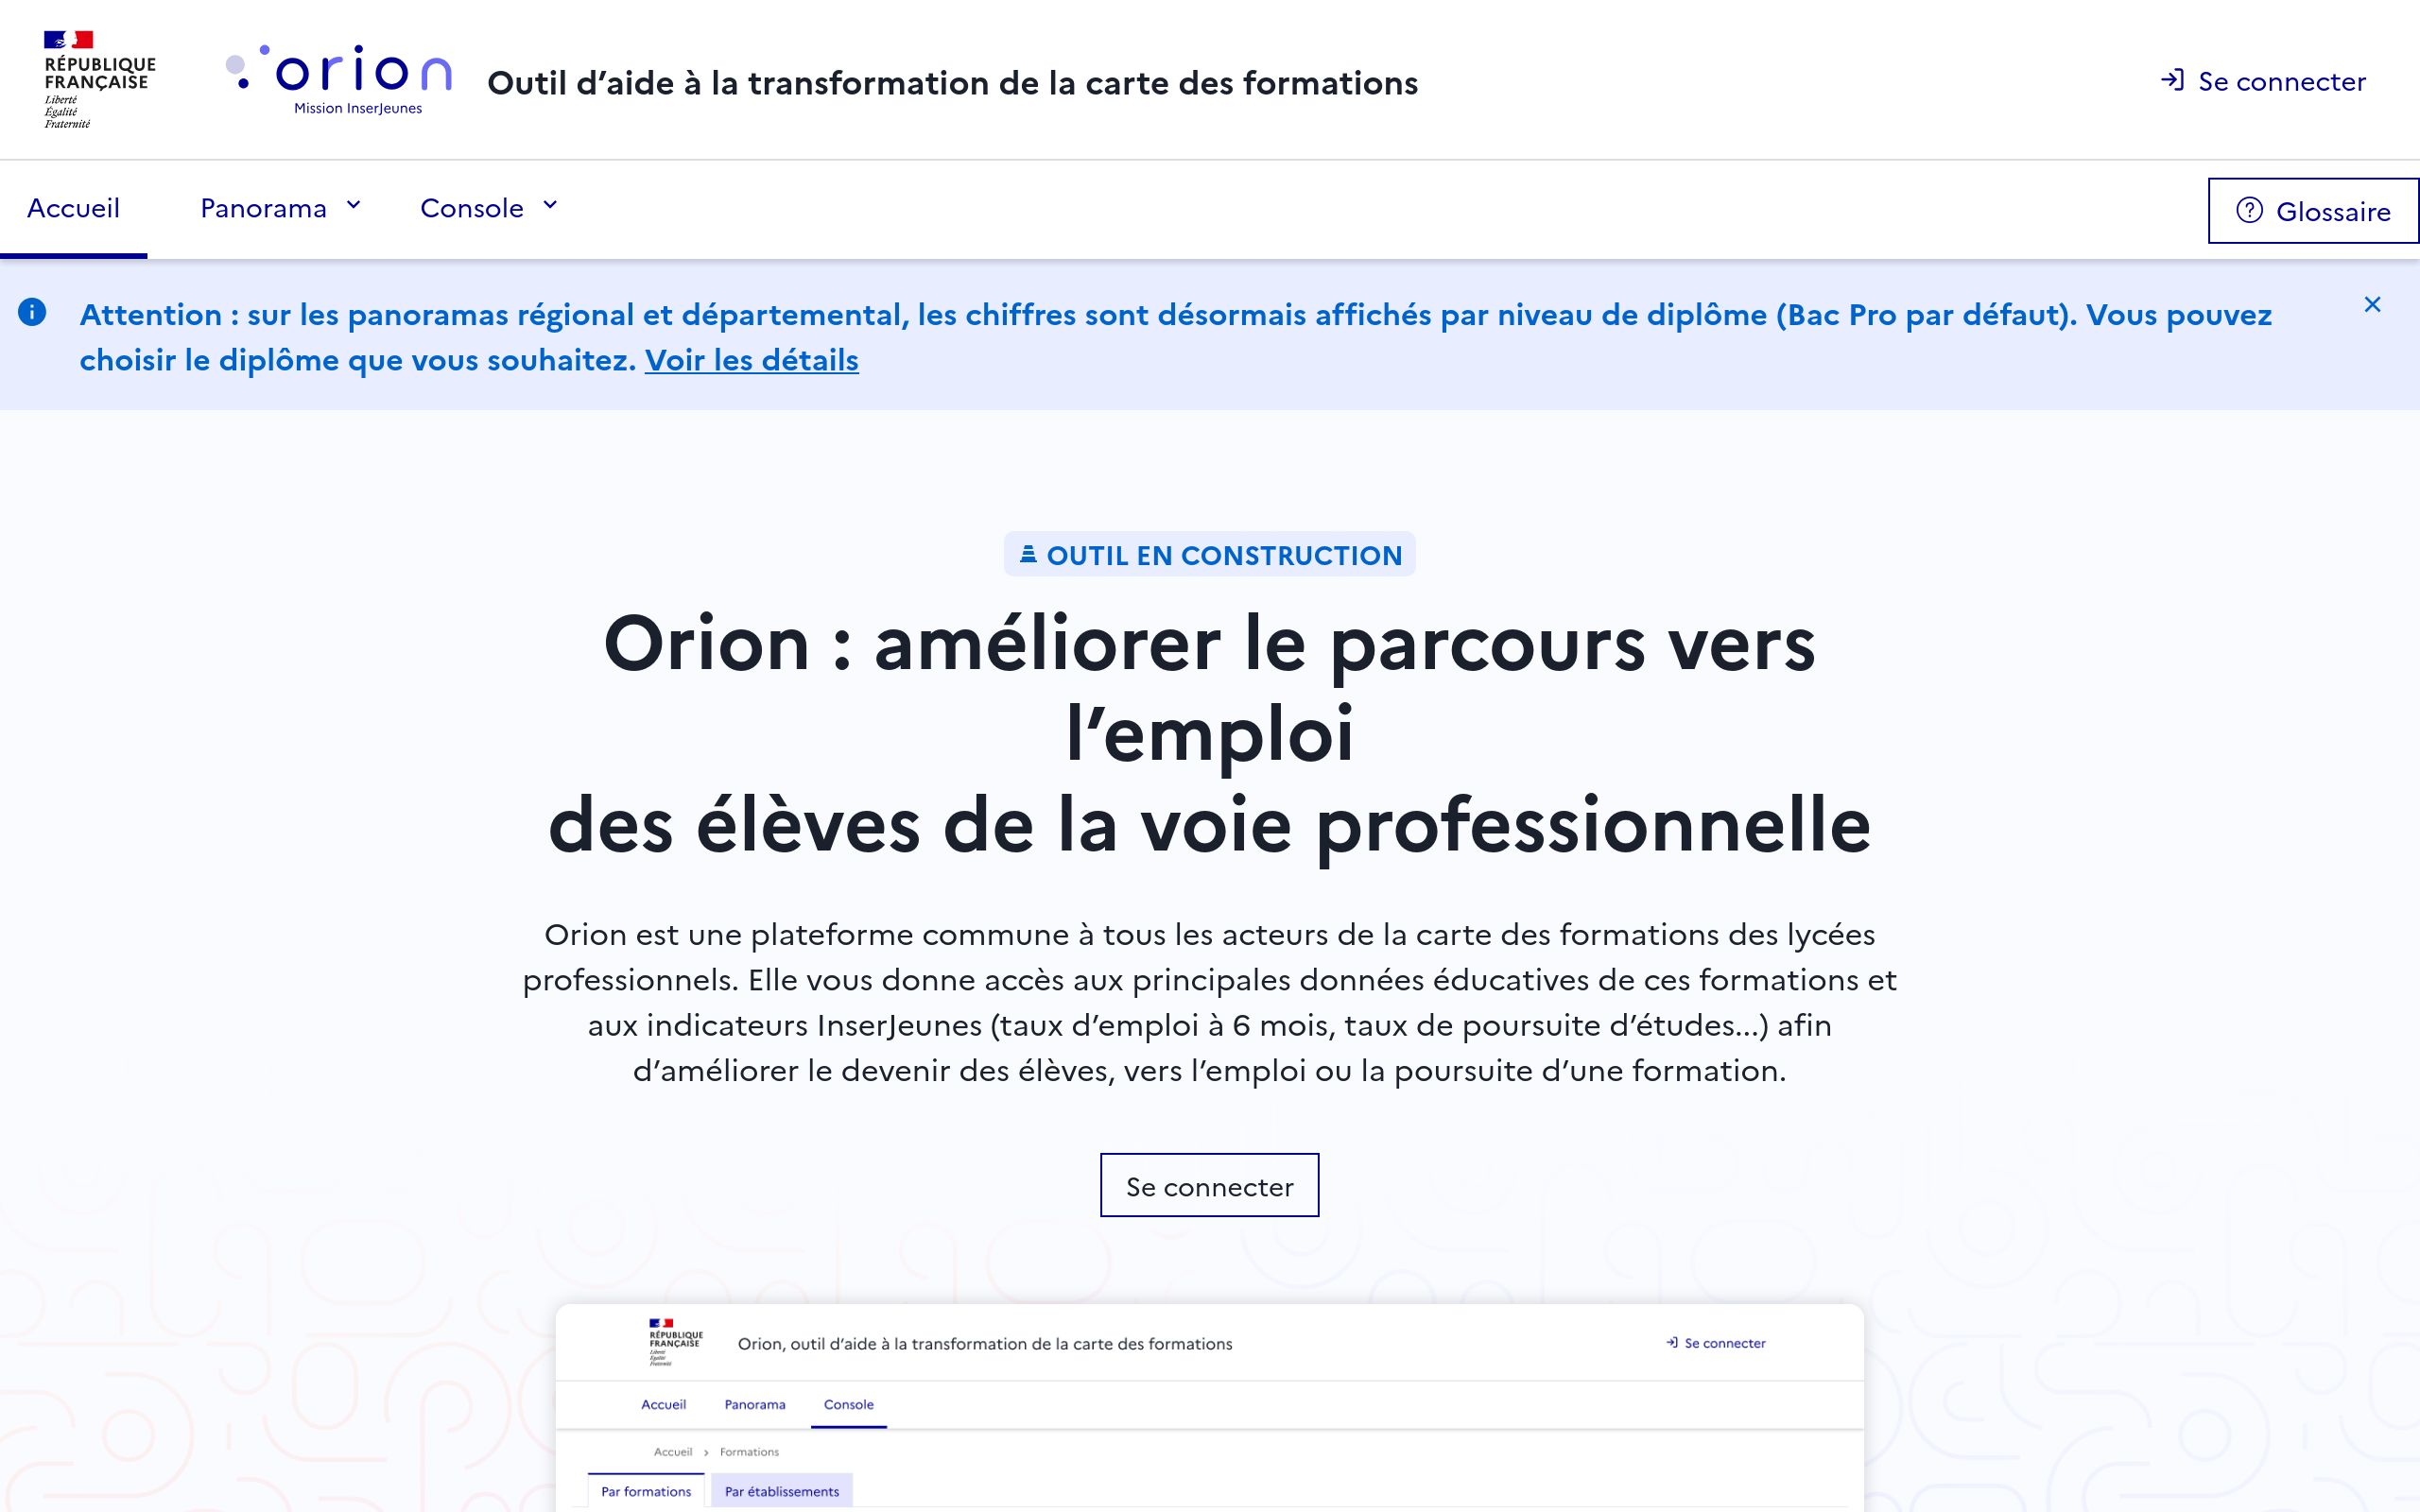 RÉPUBLIQUE
FRANÇAISE
Liberté
Égalité
Fraternité
orion
Mission InserJeunes
Outil d’aide à la transformation de la carte des formations
Se connecter
Accueil
Panorama
Console
Glossaire
Attention : sur les panoramas régional et départemental, les chiffres sont désormais affichés par niveau de diplôme (Bac Pro par défaut). Vous pouvez
choisir le diplôme que vous souhaitez. Voir les détails
OUTIL EN CONSTRUCTION
Orion : améliorer le parcours vers
l’emploi
des élèves de la voie professionnelle
Orion est une plateforme commune à tous les acteurs de la carte des formations des lycées
professionnels. Elle vous donne accès aux principales données éducatives de ces formations et
aux indicateurs InserJeunes (taux d’emploi à 6 mois, taux de poursuite d’études...) afin
d’améliorer le devenir des élèves, vers l’emploi ou la poursuite d’une formation.
Se connecter
RÉPUBLIQUE
FRANÇAISE
Liberté
Égalité
Fraternité
Orion, outil d’aide à la transformation de la carte des formations
Se connecter
Accueil
Panorama
Console
Accueil > Formations
Par formations
Par établissements